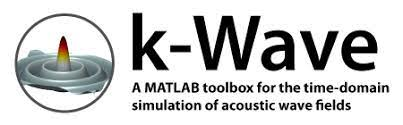 k-Wave
A MATLAB toolbox for the time-domain
simulation of acoustic wave fields